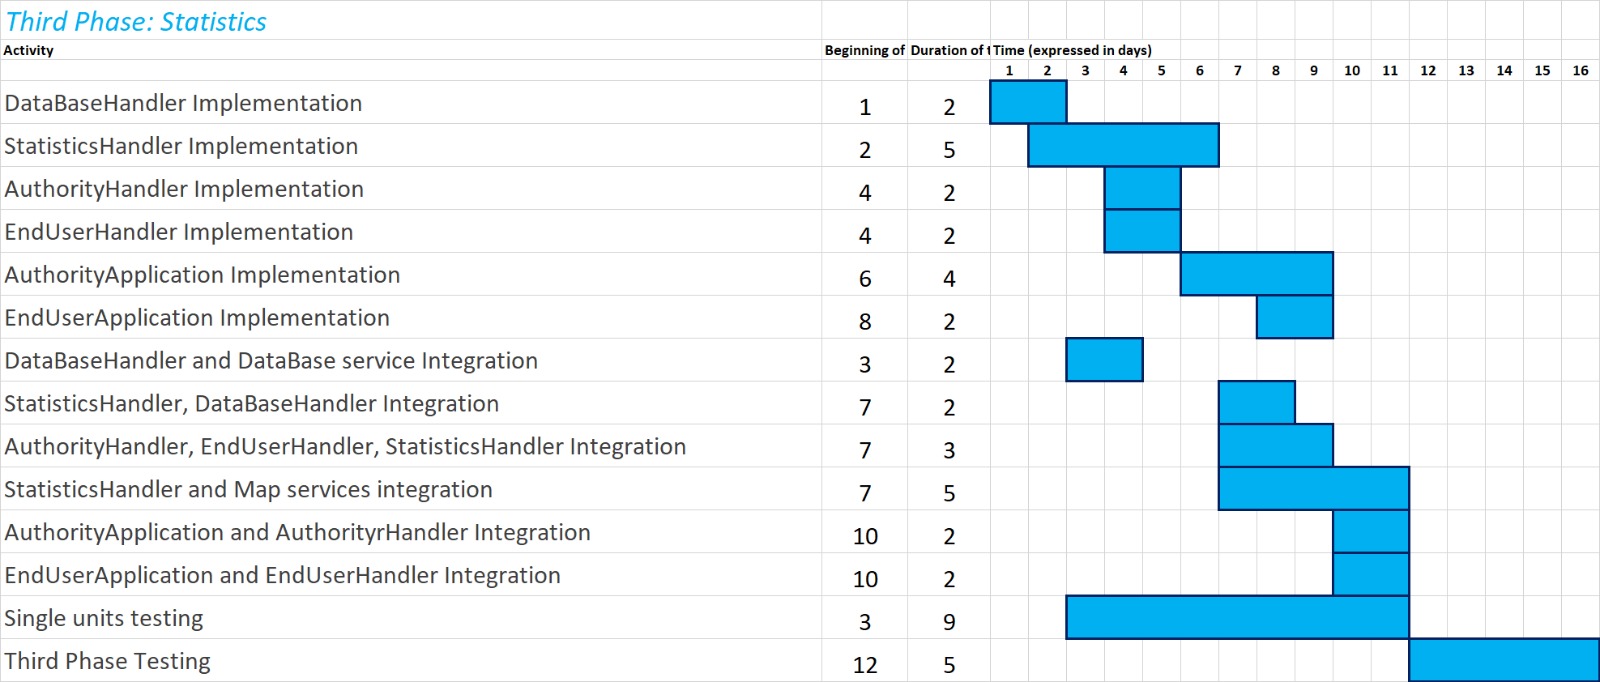 Third Phase: Statistics
Activity Beginning of Duration of t Time (expressed in days)
1 2 3 4 5 6 7 8 9 10 11 12 13 14 15 16
DataBaseHandler Implementation 1 2
StatisticsHandler Implementation 2 5
AuthorityHandler Implementation 4 2
EndUserHandler Implementation 4 2
AuthorityApplication Implementation 6 4
EndUserApplication Implementation 8 2
DataBaseHandler and DataBase service Integration 3 2
StatisticsHandler, DataBaseHandler Integration 7 2
AuthorityHandler, EndUserHandler, StatisticsHandler Integration 7 3
StatisticsHandler and Map services integration 7 5
AuthorityApplication and AuthorityrHandler Integration 10 2
EndUserApplication and EndUserHandler Integration 10 2
Single units testing 3 9
Third Phase Testing 12 5